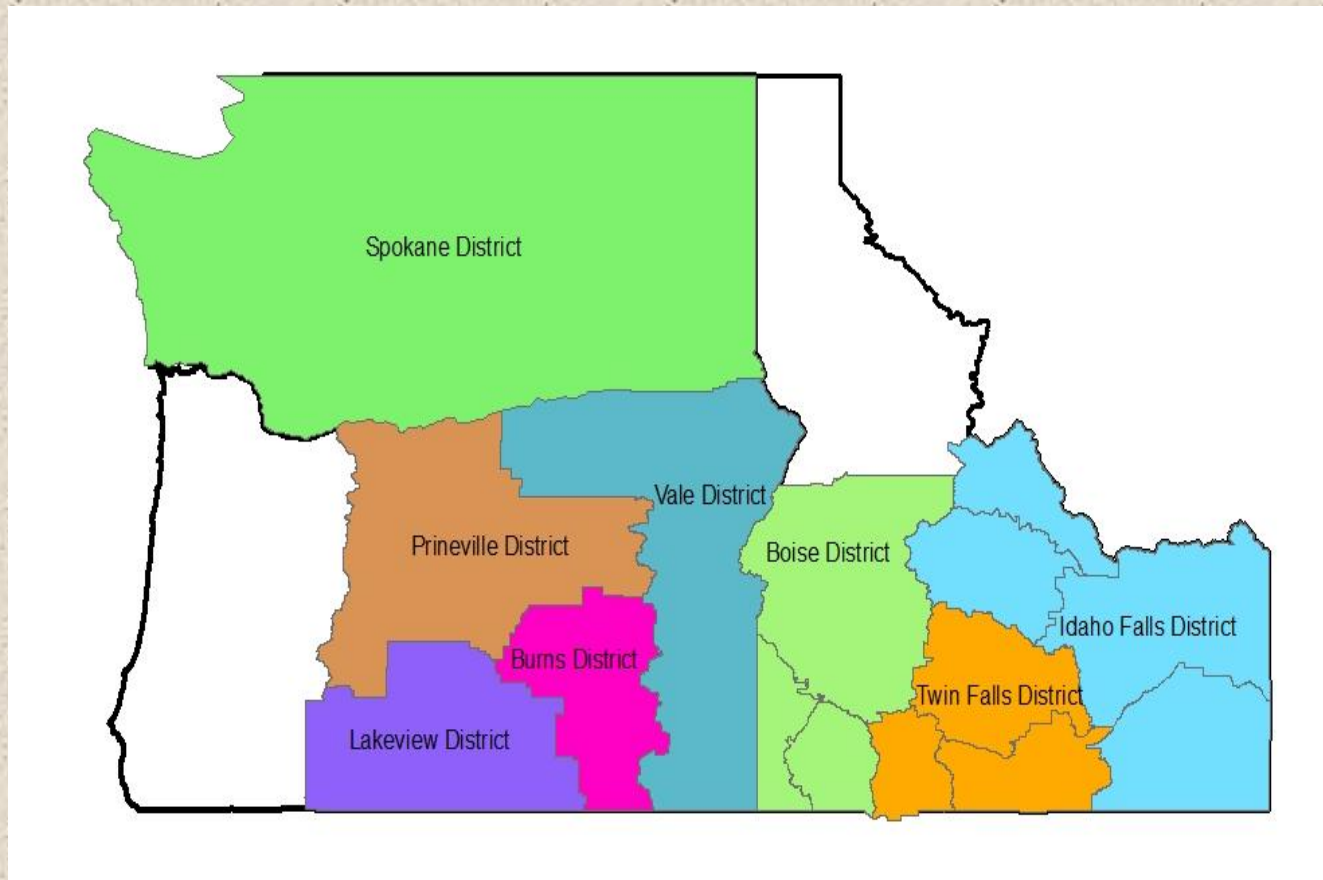 Spokane District
Vale District
Prineville District
Boise District
Idaho Falls District
Burns District
Twin Falls District
Lakeview District